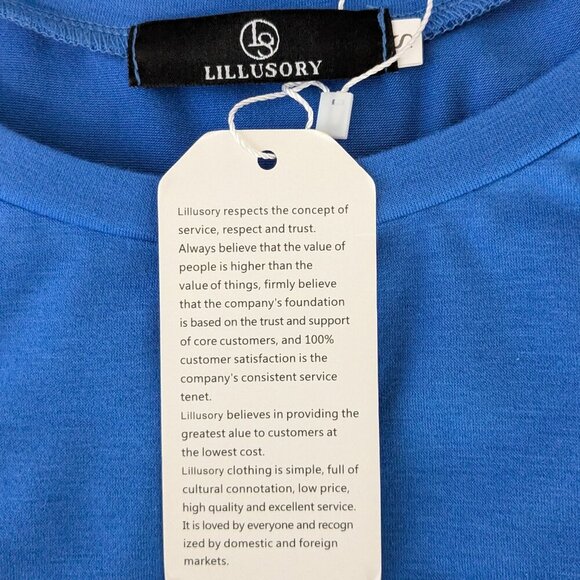 LS
LILLUSORY
S
Lillusory respects the concept of
service, respect and trust.
Always believe that the value of
people is higher than the
value of things, firmly believe
that the company's foundation
is based on the trust and support
of core customers, and 100%
customer satisfaction is the
company's consistent service
tenet.
Lillusory believes in providing the
greatest alue to customers at
the lowest cost.
Lillusory clothing is simple, full of
cultural connotation, low price,
high quality and excellent service.
It is loved by everyone and recogn
ized by domestic and foreign
markets.